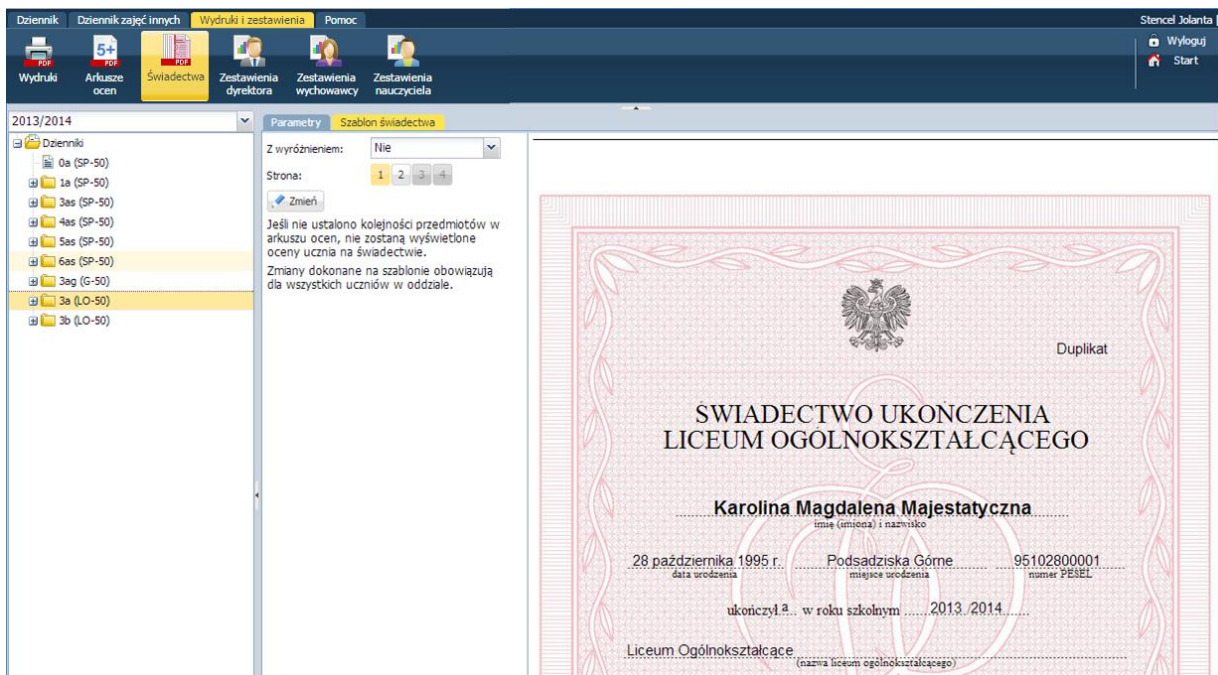 Dziennik Dziennik zajęć innych Wydruki i zestawienia Pomoc
Stencel Jolanta |
Wyloguj
Start
PDF 5+ PDF PDF
Wydruki Arkusze ocen Świadectwa Zestawienia dyrektora Zestawienia wychowawcy Zestawienia nauczyciela
2013/2014
Dzienniki
0a (SP-50)
1a (SP-50)
3as (SP-50)
4as (SP-50)
5as (SP-50)
6as (SP-50)
3ag (G-50)
3a (LO-50)
3b (LO-50)
Parametry Szablon świadectwa
Z wyróżnieniem: Nie
Strona: 1 2 3 4
Zmień
Jeśli nie ustalono kolejności przedmiotów w
arkuszu ocen, nie zostaną wyświetlone
oceny ucznia na świadectwie.
Zmiany dokonane na szablonie obowiązują
dla wszystkich uczniów w oddziale.
Duplikat
ŚWIADECTWO UKOŃCZENIA
LICEUM OGÓLNOKSZTAŁCĄCEGO
Karolina Magdalena Majestatyczna
imię (imiona) i nazwisko
28 października 1995 r. Podsadziska Górne 95102800001
data urodzenia miejsce urodzenia numer PESEL
ukończył.a.. w roku szkolnym ......2013./2014......
Liceum Ogólnokształcące
(nazwa liceum ogólnokształcącego)